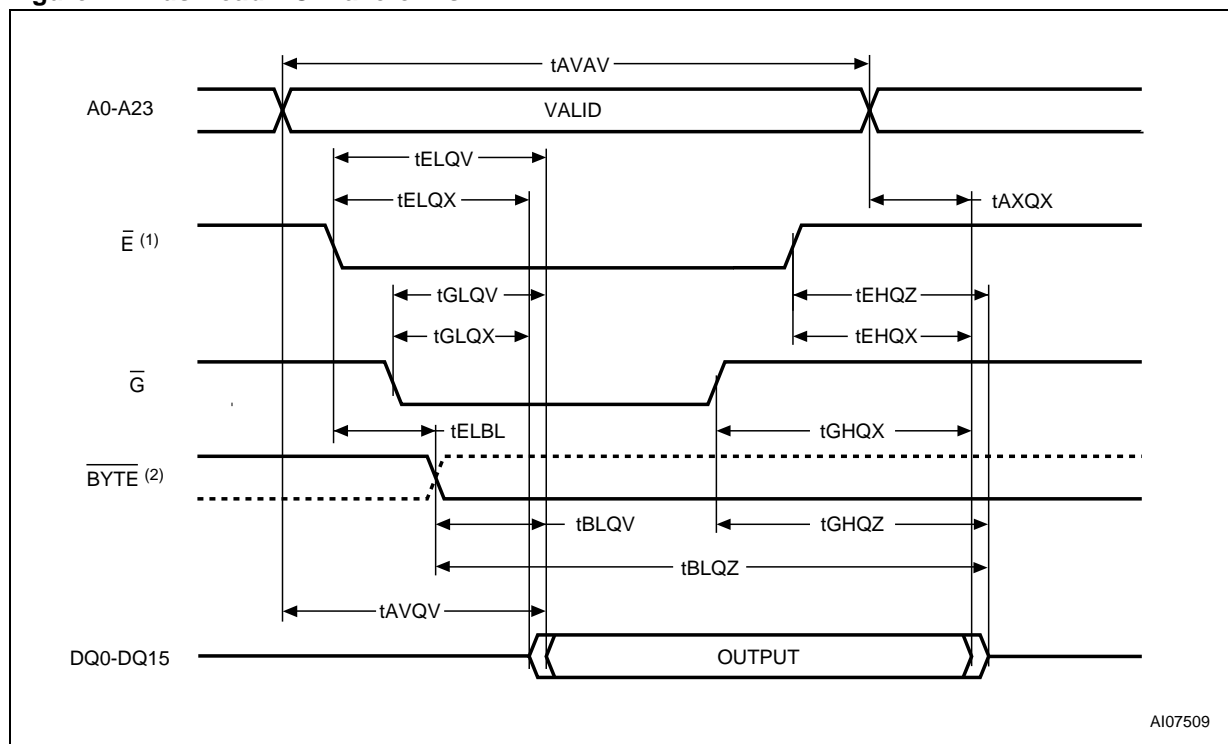 tAVAV
A0-A23
VALID
tELQV
tELQX
tAXQX
E (1)
tGLQV
tEHQZ
tGLQX
tEHQX
G
tELBL
tGHQX
BYTE (2)
tBLQV
tGHQZ
tBLQZ
tAVQV
DQ0-DQ15
OUTPUT
AI07509